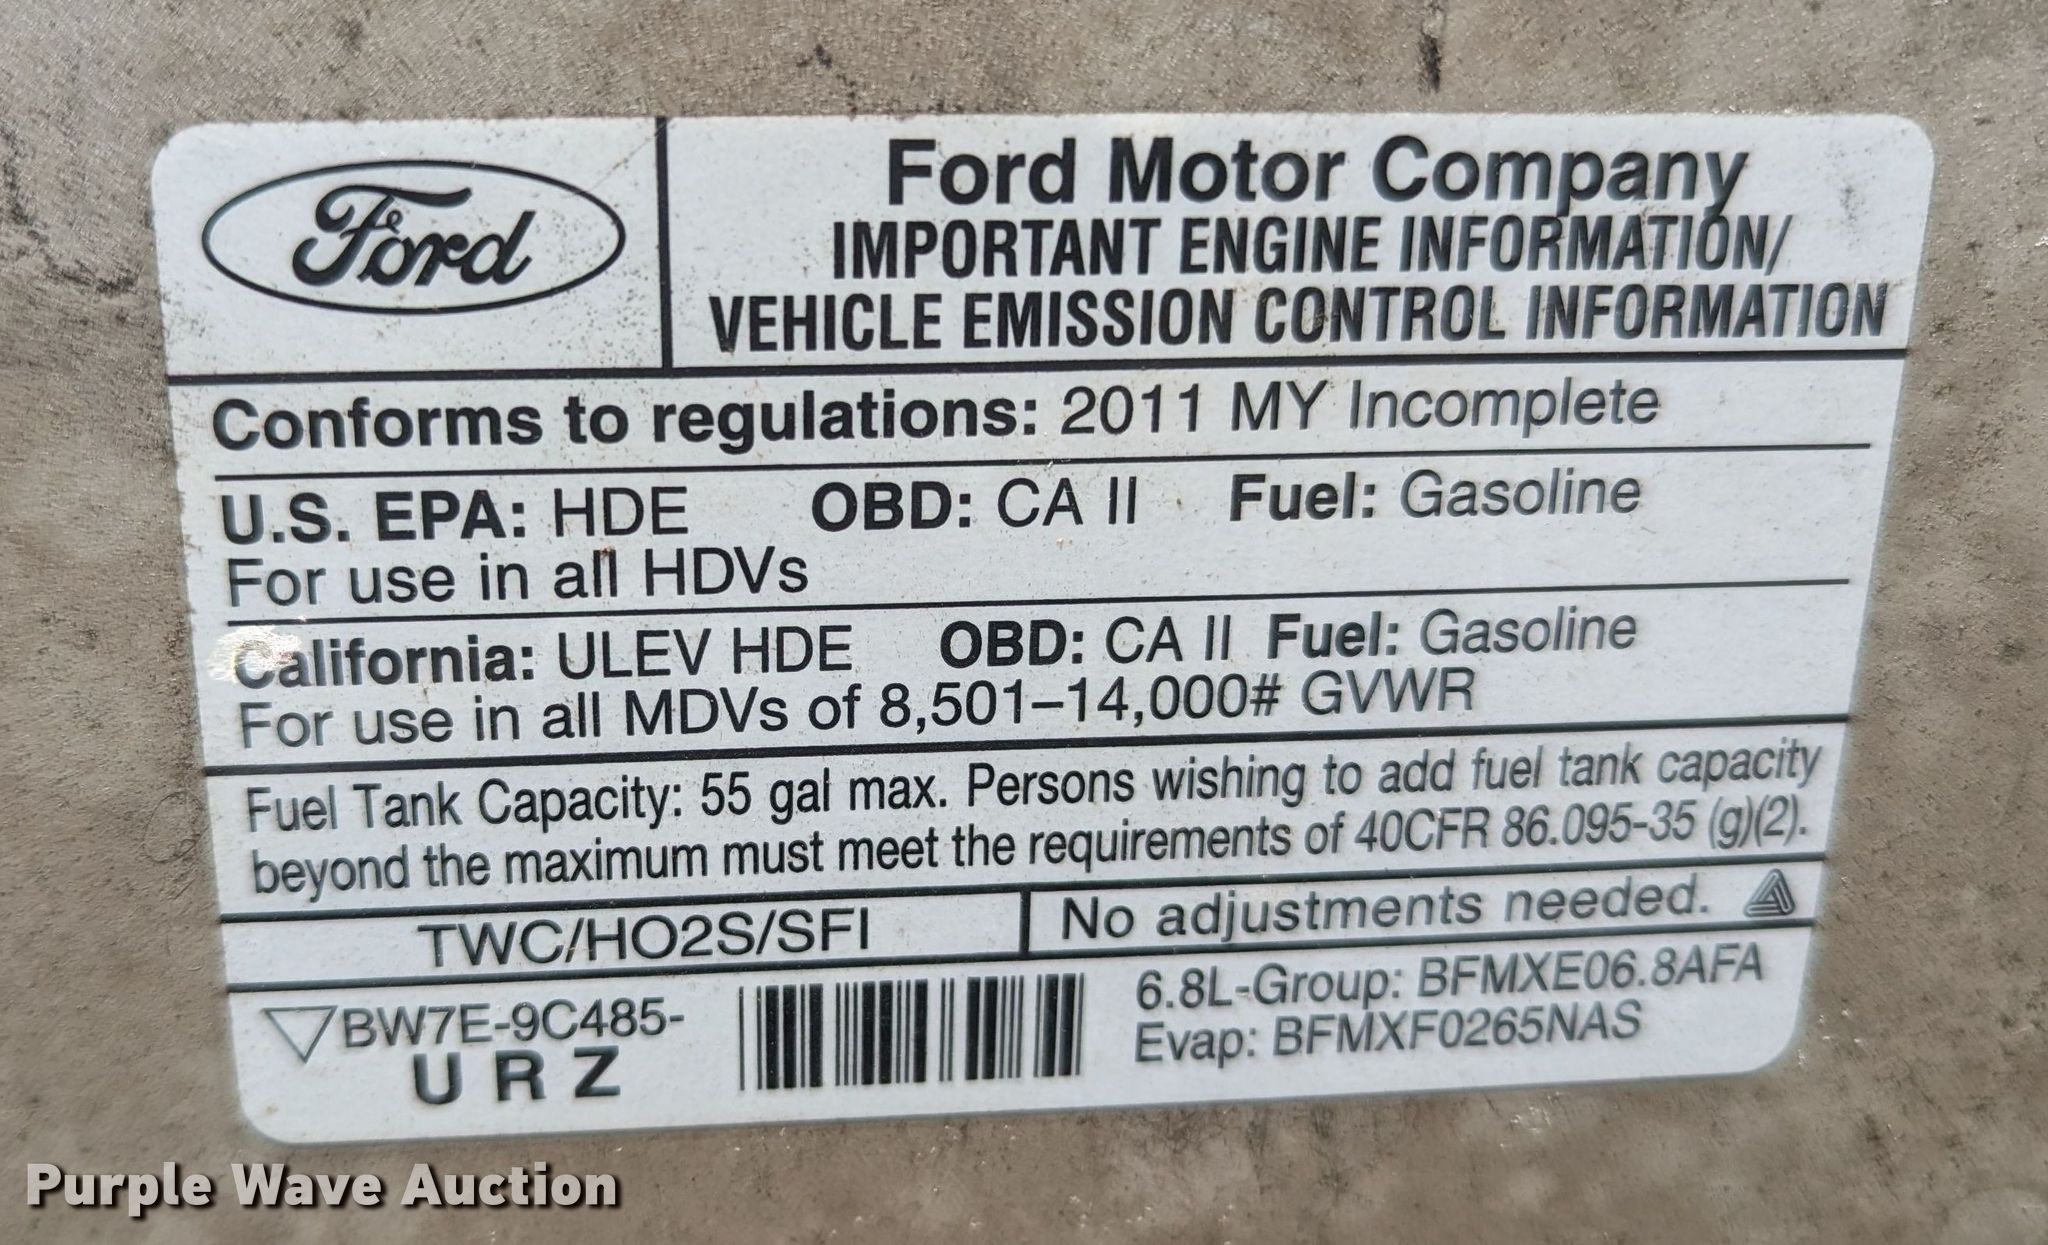 Ford
Ford Motor Company
IMPORTANT ENGINE INFORMATION/
VEHICLE EMISSION CONTROL INFORMATION
Conforms to regulations: 2011 MY Incomplete
U.S. EPA: HDE OBD: CA II Fuel: Gasoline
For use in all HDVs
California: ULEV HDE OBD: CA II Fuel: Gasoline
For use in all MDVs of 8,501–14,000# GVWR
Fuel Tank Capacity: 55 gal max. Persons wishing to add fuel tank capacity
beyond the maximum must meet the requirements of 40CFR 86.095-35 (g)(2).
TWC/HO2S/SFI
No adjustments needed.
BW7E-9C485-
U R Z
6.8L-Group: BFMXE06.8AFA
Evap: BFMXF0265NAS
Purple Wave Auction